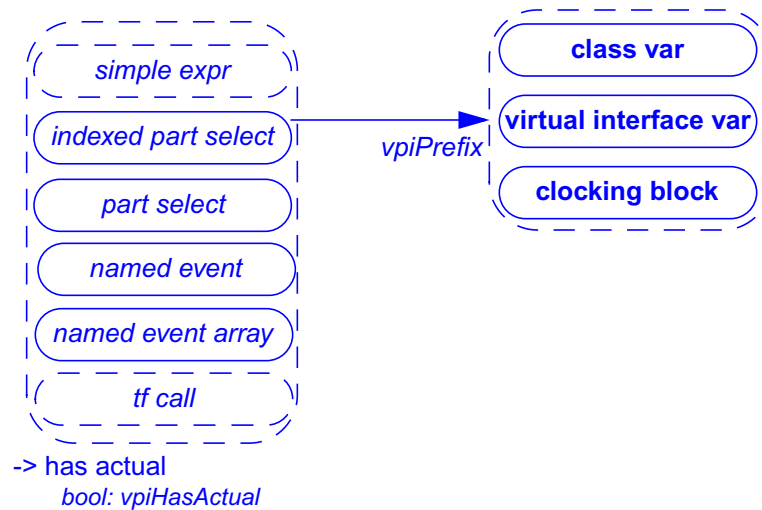 simple expr
indexed part select
part select
named event
named event array
tf call
-> has actual
bool: vpiHasActual
vpiPrefix
class var
virtual interface var
clocking block